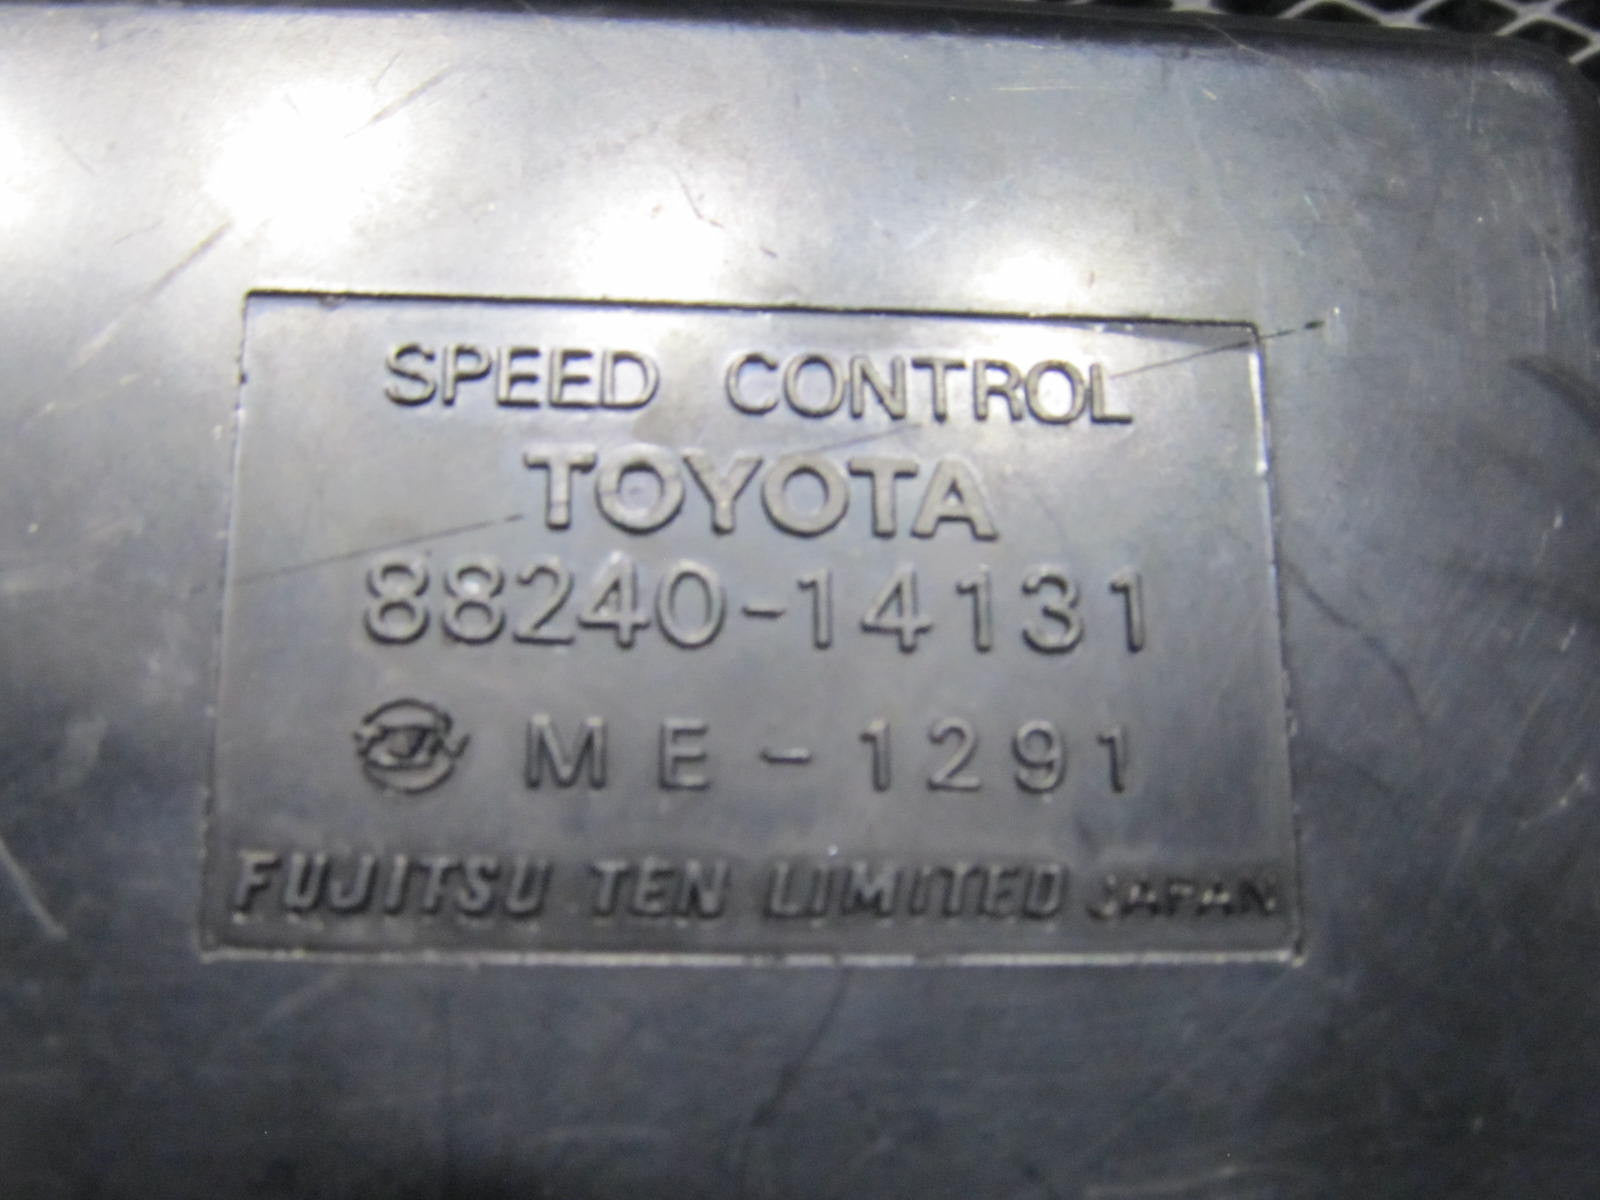 SPEED CONTROL
TOYOTA
88240-14131
ME-1291
FUJITSU TEN LIMITED JAPAN